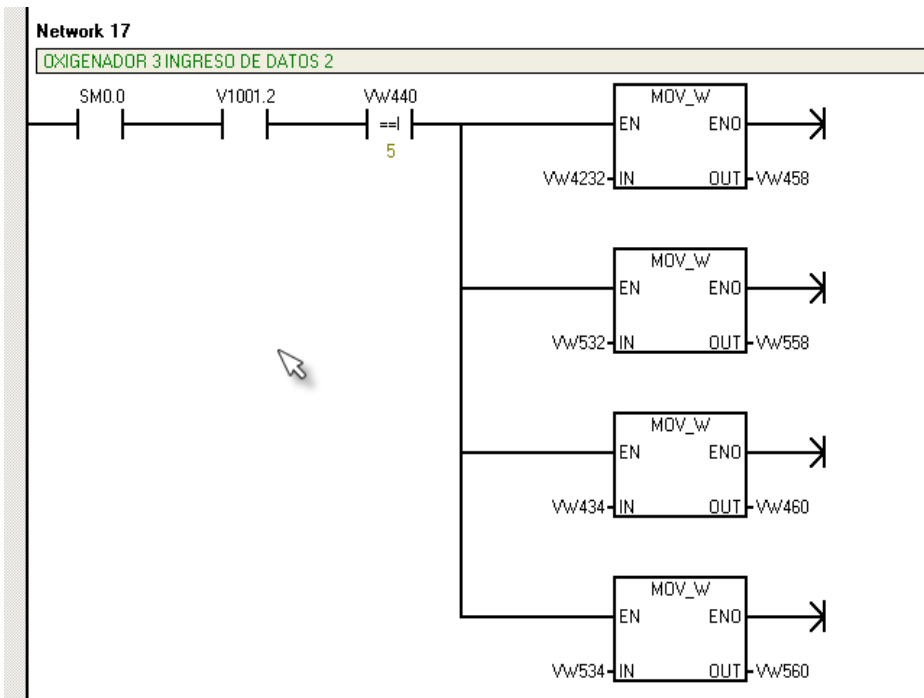 Network 17
OXIGENADOR 3 INGRESO DE DATOS 2
SM0.0 V1001.2 VW440
==I
5
MOV_W
EN ENO
VW4232 IN OUT VW458
MOV_W
EN ENO
VW532 IN OUT VW558
MOV_W
EN ENO
VW434 IN OUT VW460
MOV_W
EN ENO
VW534 IN OUT VW560